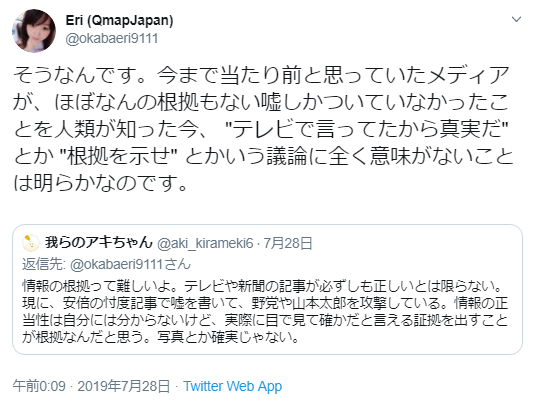 Eri (QmapJapan)
@okabaeri9111
そうなんです。今まで当たり前と思っていたメディア
が、ほぼなんの根拠もない嘘しかついていなかったこ
とを人類が知った今、 "テレビで言ってたから真実だ"
とか "根拠を示せ" とかいう議論に全く意味がないこと
は明らかなのです。
我らのアキちゃん @aki_kirameki6 · 7月28日
返信先: @okabaeri9111さん
情報の根拠って難しいよ。テレビや新聞の記事が必ずしも正しいとは限らない。
現に、安倍の忖度記事で嘘を書いて、野党や山本太郎を攻撃している。情報の正
当性は自分には分からないけど、実際に目で見て確かだと言える証拠を出すこと
が根拠なんだと思う。写真とか確実じゃない。
午前0:09 · 2019年7月28日 · Twitter Web App